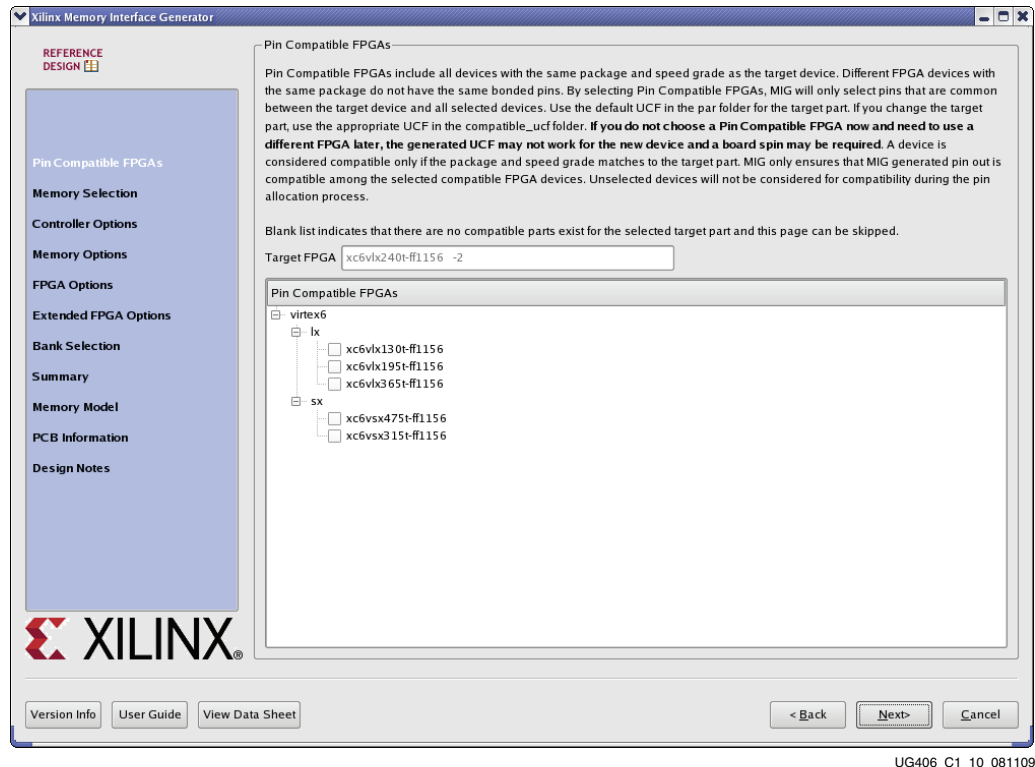 Xilinx Memory Interface Generator
REFERENCE
DESIGN
Pin Compatible FPGAs
Memory Selection
Controller Options
Memory Options
FPGA Options
Extended FPGA Options
Bank Selection
Summary
Memory Model
PCB Information
Design Notes
XILINX®
Pin Compatible FPGAs
Pin Compatible FPGAs include all devices with the same package and speed grade as the target device. Different FPGA devices with
the same package do not have the same bonded pins. By selecting Pin Compatible FPGAs, MIG will only select pins that are common
between the target device and all selected devices. Use the default UCF in the par folder for the target part. If you change the target
part, use the appropriate UCF in the compatible_ucf folder. If you do not choose a Pin Compatible FPGA now and need to use a
different FPGA later, the generated UCF may not work for the new device and a board spin may be required. A device is
considered compatible only if the package and speed grade matches to the target part. MIG only ensures that MIG generated pin out is
compatible among the selected compatible FPGA devices. Unselected devices will not be considered for compatibility during the pin
allocation process.
Blank list indicates that there are no compatible parts exist for the selected target part and this page can be skipped.
Target FPGA xc6vlx240t-ff1156 -2
Pin Compatible FPGAs
virtex6
lx
xc6vlx130t-ff1156
xc6vlx195t-ff1156
xc6vlx365t-ff1156
sx
xc6vsx475t-ff1156
xc6vsx315t-ff1156
Version Info User Guide View Data Sheet < Back Next> Cancel
UG406_C1_10_081109